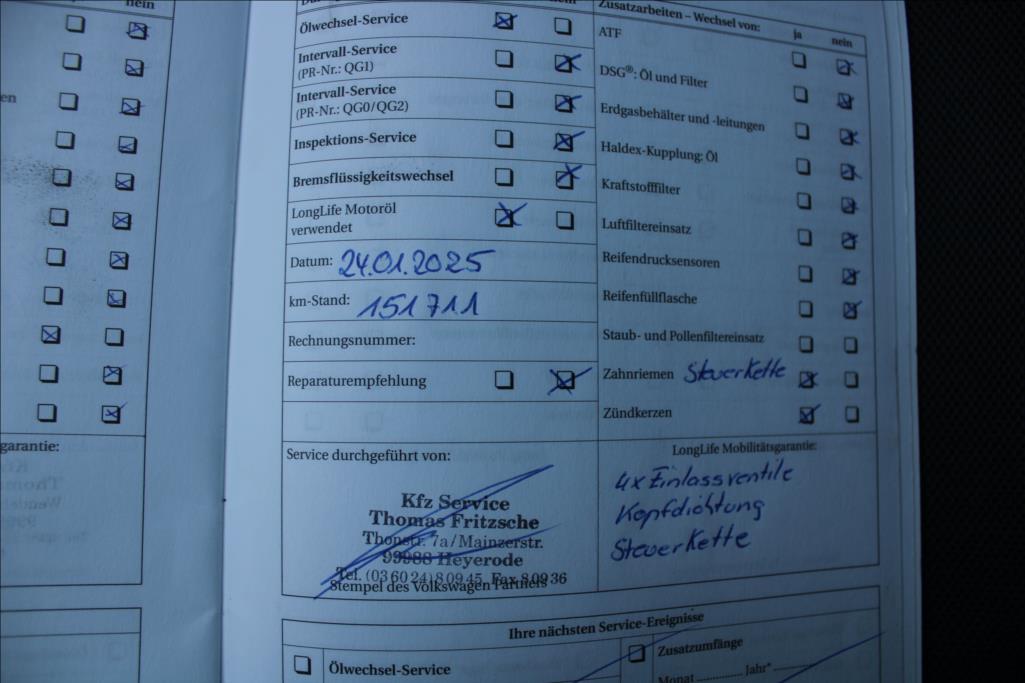 nein
en
garantie:
nein
Ölwechsel-Service
Intervall-Service
(PR-Nr.: QG1)
Intervall-Service
(PR-Nr.: QG0/QG2)
Inspektions-Service
Bremsflüssigkeitswechsel
LongLife Motoröl
verwendet
Datum: 24.01.2025
km-Stand: 151711
Rechnungsnummer:
Reparaturempfehlung
Service durchgeführt von:
Kfz Service
Thomas Fritzsche
Thonstr. 7a/Mainzerstr.
99988 Heyerode
Tel. (03 60 24) 8 09 45, Fax 8 09 36
Stempel des Volkswagen Partners
Zusatzarbeiten – Wechsel von:
ja nein
ATF
DSG®: Öl und Filter
Erdgasbehälter und -leitungen
Haldex-Kupplung: Öl
Kraftstofffilter
Luftfiltereinsatz
Reifendrucksensoren
Reifenfüllflasche
Staub- und Pollenfiltereinsatz
Zahnriemen Steuerkette
Zündkerzen
LongLife Mobilitätsgarantie:
4x Einlassventile
Kopfdichtung
Steuerkette
Ihre nächsten Service-Ereignisse
Ölwechsel-Service
Zusatzumfänge
Monat Jahr*